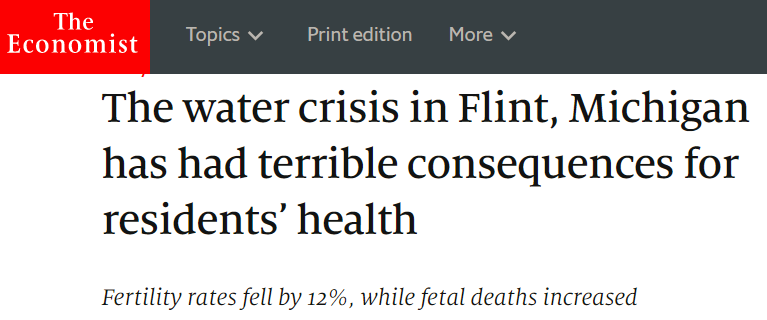 The
Economist
Topics
Print edition
More
The water crisis in Flint, Michigan
has had terrible consequences for
residents’ health
Fertility rates fell by 12%, while fetal deaths increased